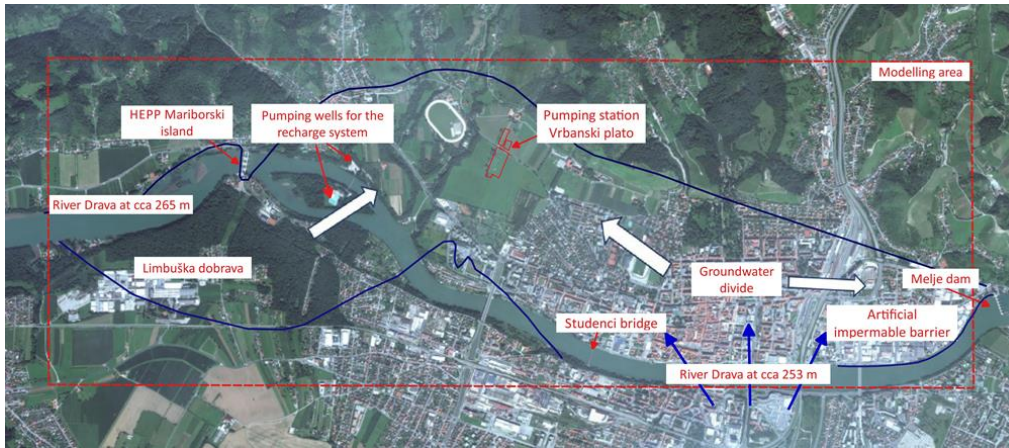 Modelling area
HEPP Mariborski
island
Pumping wells for the
recharge system
Pumping station
Vrbanski plato
River Drava at cca 265 m
Limbuška dobrava
Groundwater
divide
Melje dam
Artificial
impermable barrier
Studenci bridge
River Drava at cca 253 m